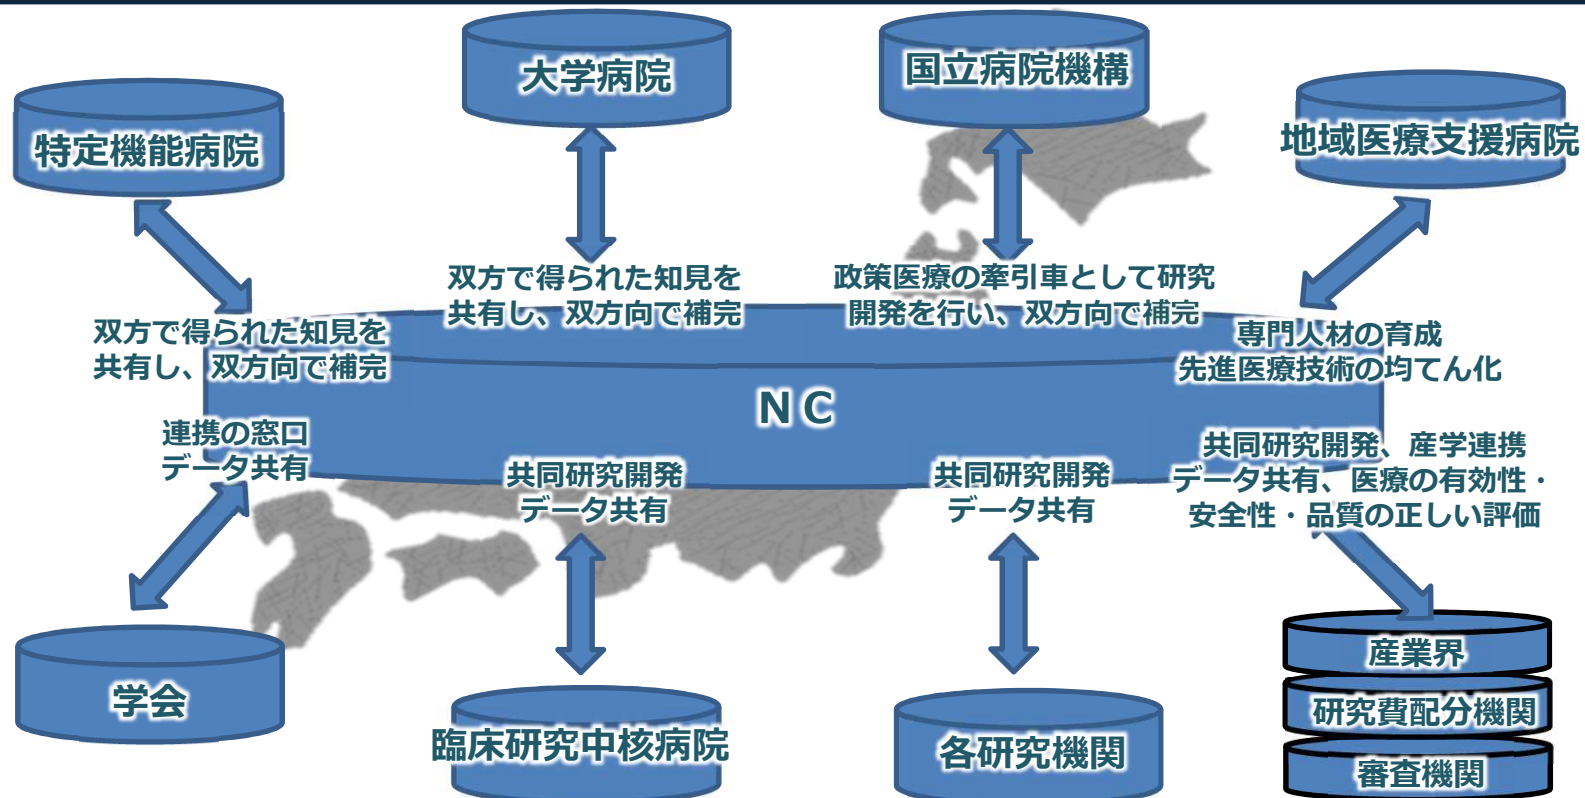 大学病院
国立病院機構
特定機能病院
地域医療支援病院
双方で得られた知見を
共有し、双方向で補完
政策医療の牽引車として研究
開発を行い、双方向で補完
双方で得られた知見を
共有し、双方向で補完
専門人材の育成
先進医療技術の均てん化
ＮＣ
連携の窓口
データ共有
共同研究開発
データ共有
共同研究開発
データ共有
共同研究開発、産学連携
データ共有、医療の有効性・
安全性・品質の正しい評価
学会
臨床研究中核病院
各研究機関
産業界
研究費配分機関
審査機関